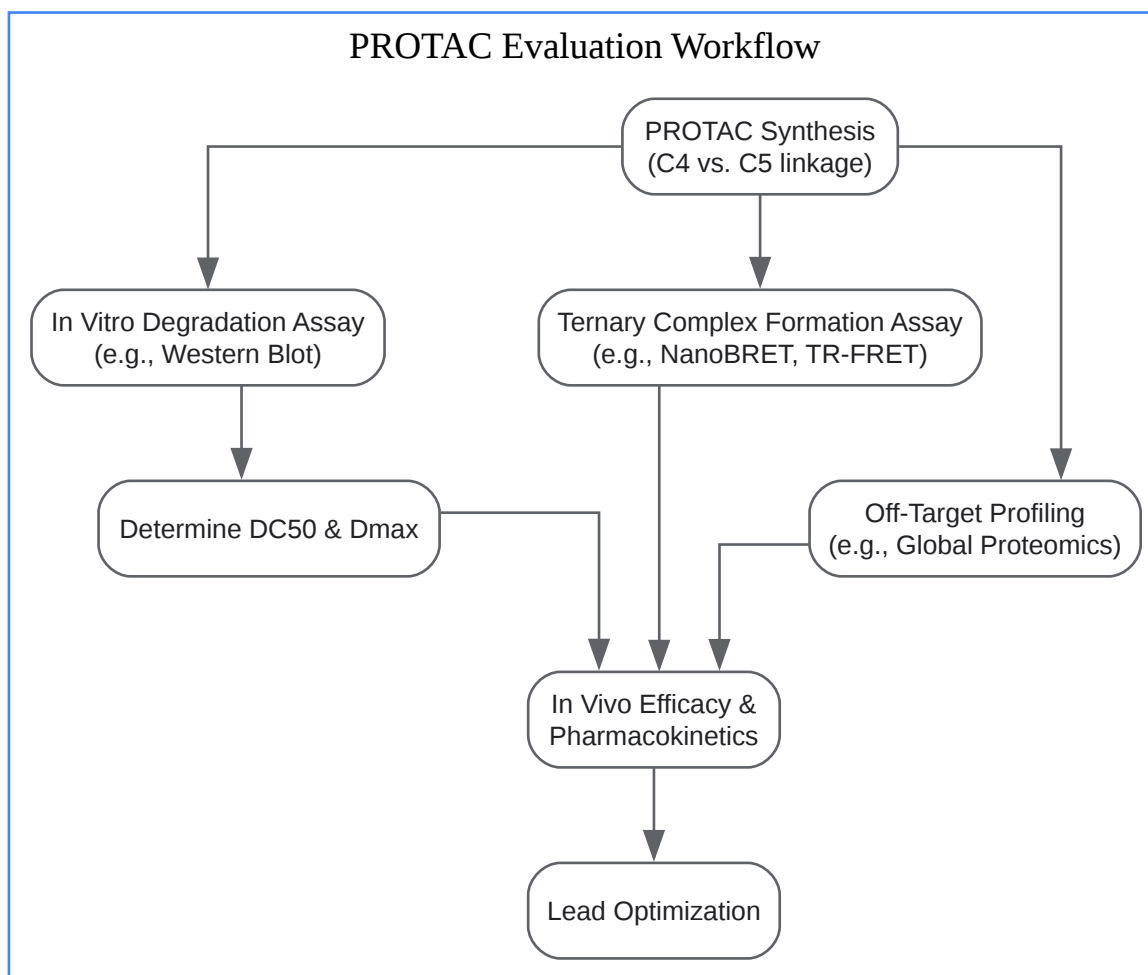 PROTAC Evaluation Workflow
PROTAC Synthesis
(C4 vs. C5 linkage)
In Vitro Degradation Assay
(e.g., Western Blot)
Ternary Complex Formation Assay
(e.g., NanoBRET, TR-FRET)
Determine DC50 & Dmax
Off-Target Profiling
(e.g., Global Proteomics)
In Vivo Efficacy &
Pharmacokinetics
Lead Optimization